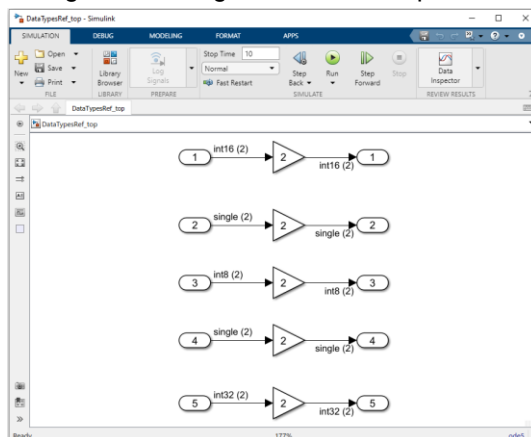 DataTypesRef_top - Simulink
SIMULATION DEBUG MODELING FORMAT APPS
New
Open
Save
Print
FILE
Library Browser
LIBRARY
Log Signals
PREPARE
Stop Time 10
Normal
Fast Restart
Step Back
Run
Step Forward
Stop
SIMULATE
Data Inspector
REVIEW RESULTS
DataTypesRef_top
DataTypesRef_top
1 int16 (2) 2 int16 (2) 1
2 single (2) 2 single (2) 2
3 int8 (2) 2 int8 (2) 3
4 single (2) 2 single (2) 4
5 int32 (2) 2 int32 (2) 5
Ready 177% ode5